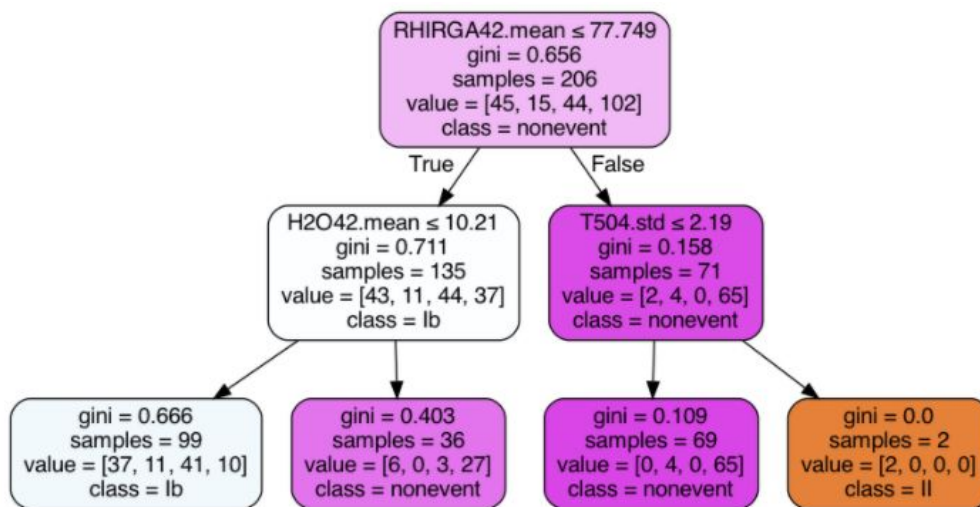 RHIRGA42.mean ≤ 77.749
gini = 0.656
samples = 206
value = [45, 15, 44, 102]
class = nonevent
True
False
H2O42.mean ≤ 10.21
gini = 0.711
samples = 135
value = [43, 11, 44, 37]
class = Ib
T504.std ≤ 2.19
gini = 0.158
samples = 71
value = [2, 4, 0, 65]
class = nonevent
gini = 0.666
samples = 99
value = [37, 11, 41, 10]
class = Ib
gini = 0.403
samples = 36
value = [6, 0, 3, 27]
class = nonevent
gini = 0.109
samples = 69
value = [0, 4, 0, 65]
class = nonevent
gini = 0.0
samples = 2
value = [2, 0, 0, 0]
class = II